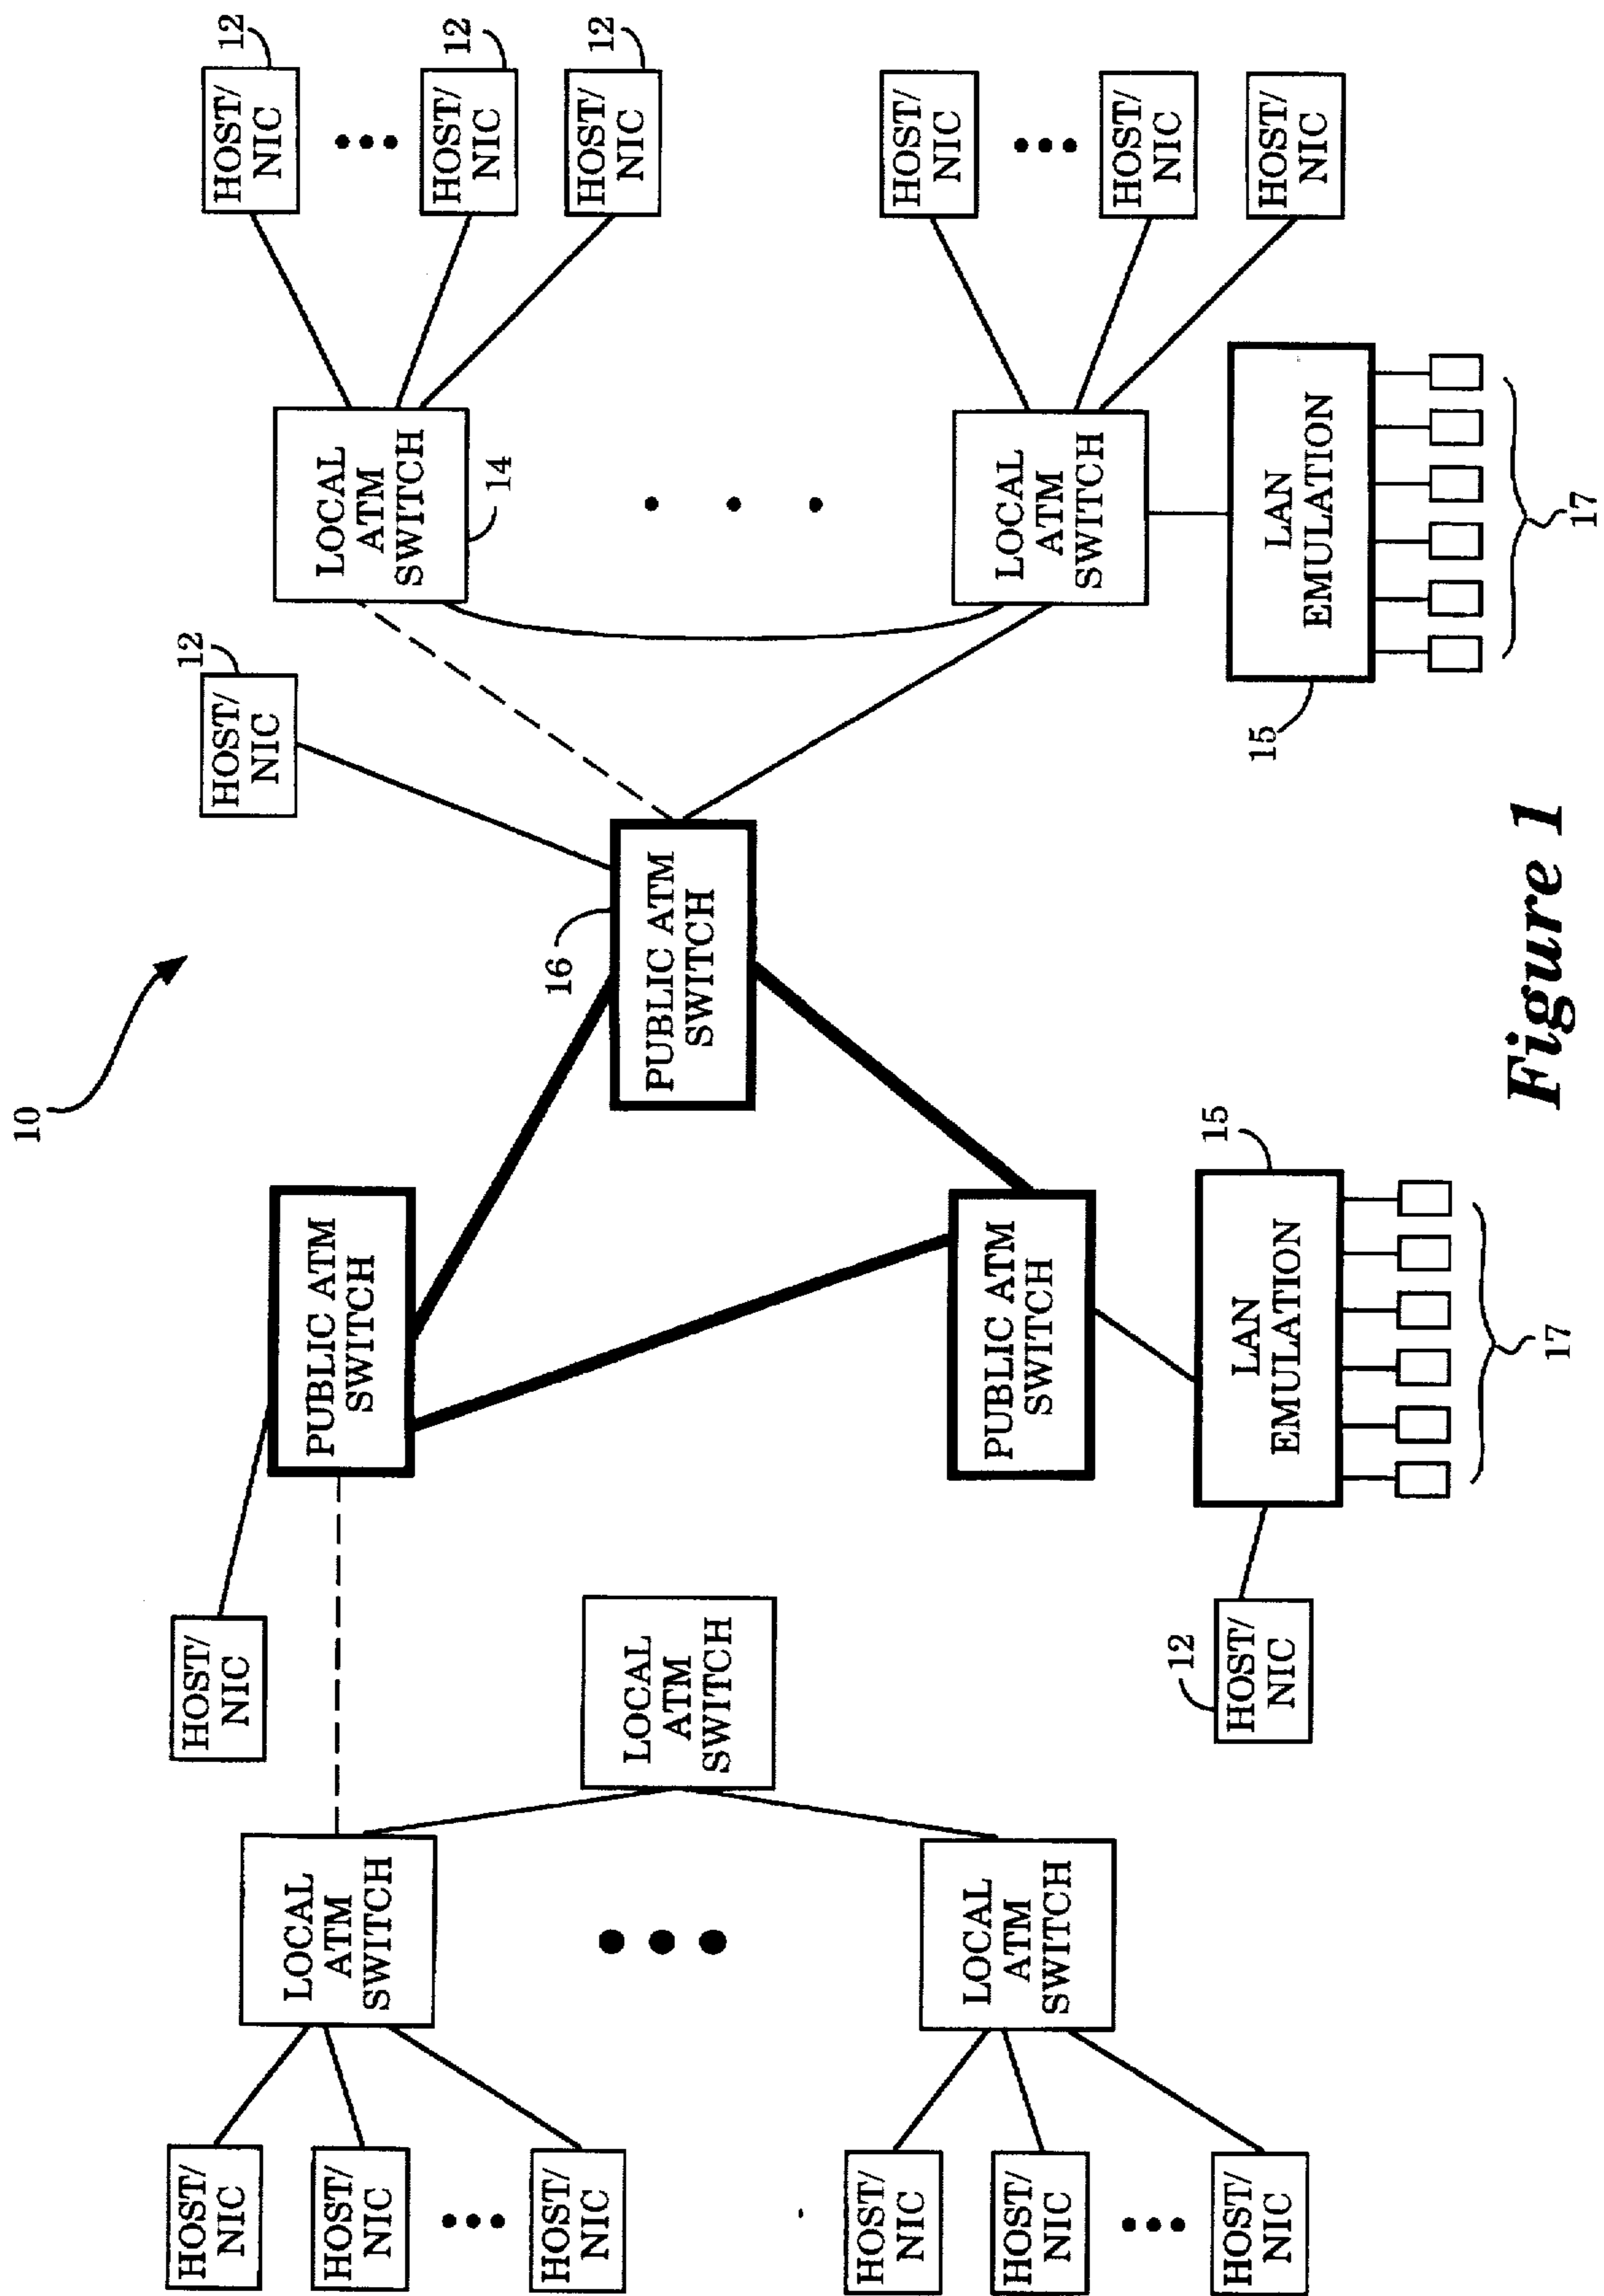 10
HOST/
NIC
HOST/
NIC
HOST/
NIC
LOCAL
ATM
SWITCH
HOST/
NIC
PUBLIC ATM
SWITCH
12
HOST/
NIC
LOCAL
ATM
SWITCH
14
12
HOST/
NIC
12
HOST/
NIC
12
HOST/
NIC
LOCAL
ATM
SWITCH
16
PUBLIC ATM
SWITCH
HOST/
NIC
HOST/
NIC
HOST/
NIC
LOCAL
ATM
SWITCH
PUBLIC ATM
SWITCH
LOCAL
ATM
SWITCH
HOST/
NIC
HOST/
NIC
HOST/
NIC
12
HOST/
NIC
15
LAN
EMULATION
17
15
LAN
EMULATION
17
Figure 1